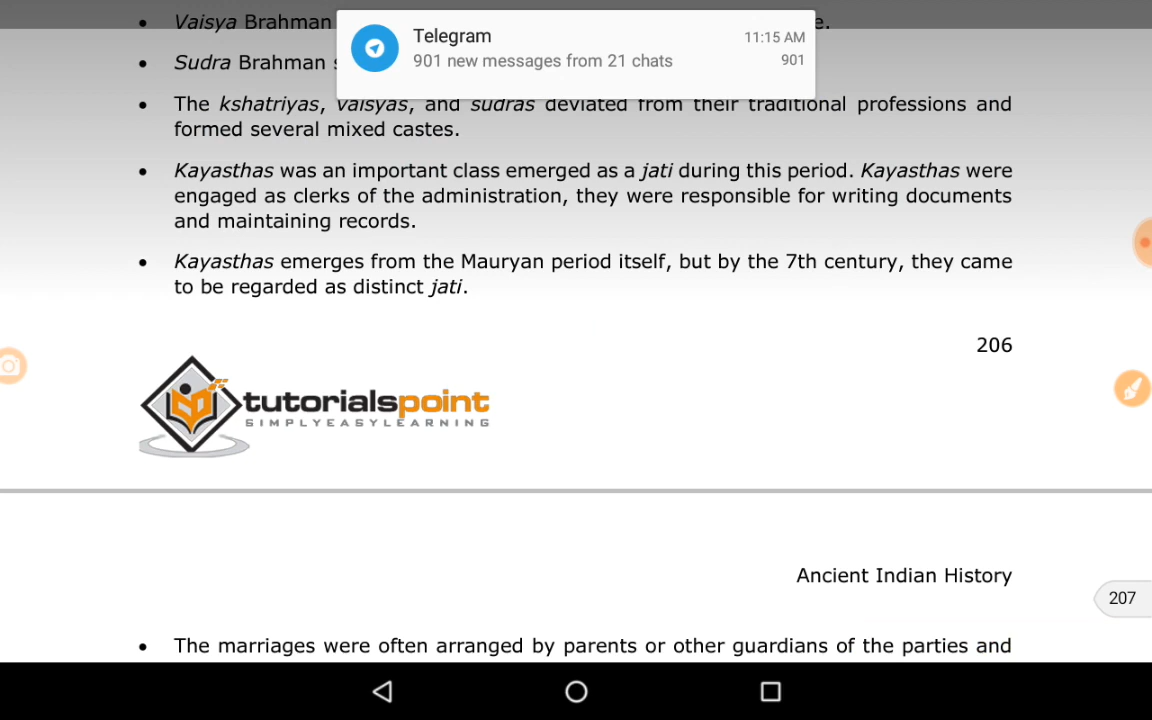 Vaisya Brahman
e.
Telegram
11:15 AM
901 new messages from 21 chats
901
• Sudra Brahman
• The kshatriyas, vaisyas, and sudras deviated from their traditional professions and
formed several mixed castes.
• Kayasthas was an important class emerged as a jati during this period. Kayasthas were
engaged as clerks of the administration, they were responsible for writing documents
and maintaining records.
• Kayasthas emerges from the Mauryan period itself, but by the 7th century, they came
to be regarded as distinct jati.
206
tutorialspoint
SIMPLYEASYLEARNING
Ancient Indian History
207
• The marriages were often arranged by parents or other guardians of the parties and